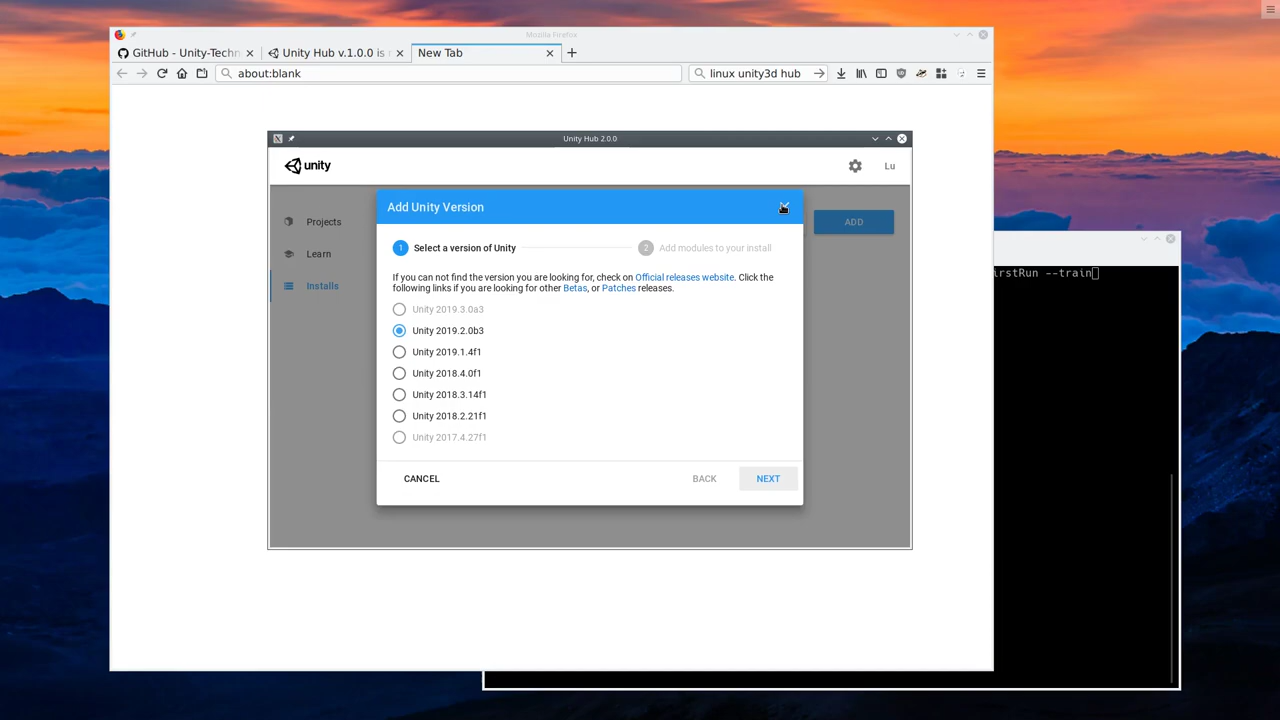 Mozilla Firefox
GitHub - Unity-Techn
Unity Hub v.1.0.0 is
New Tab
about:blank
linux unity3d hub
Unity Hub 2.0.0
unity
Lu
Add Unity Version
Projects
ADD
1 Select a version of Unity
2 Add modules to your install
Learn
irstRun --train
If you can not find the version you are looking for, check on Official releases website. Click the
following links if you are looking for other Betas, or Patches releases.
Installs
Unity 2019.3.0a3
Unity 2019.2.0b3
Unity 2019.1.4f1
Unity 2018.4.0f1
Unity 2018.3.14f1
Unity 2018.2.21f1
Unity 2017.4.27f1
CANCEL
BACK
NEXT